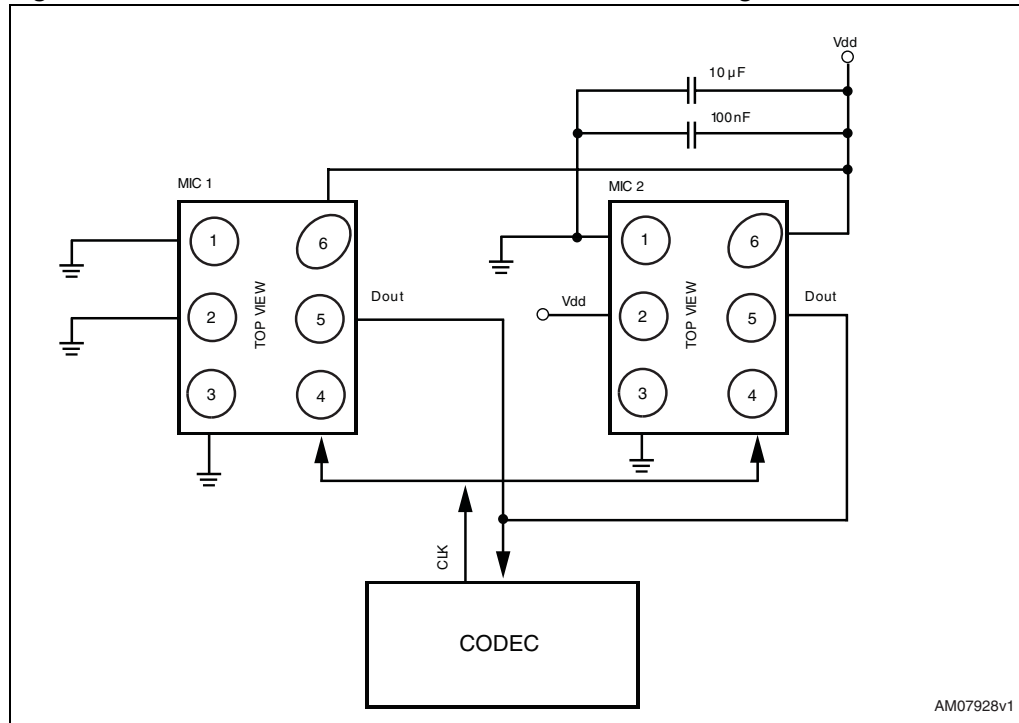 Vdd
10 µF
100nF
MIC 1
MIC 2
1
6
2
5
3
4
TOP VIEW
Dout
1
6
2
5
3
4
TOP VIEW
Vdd
Dout
CLK
CODEC
AM07928v1